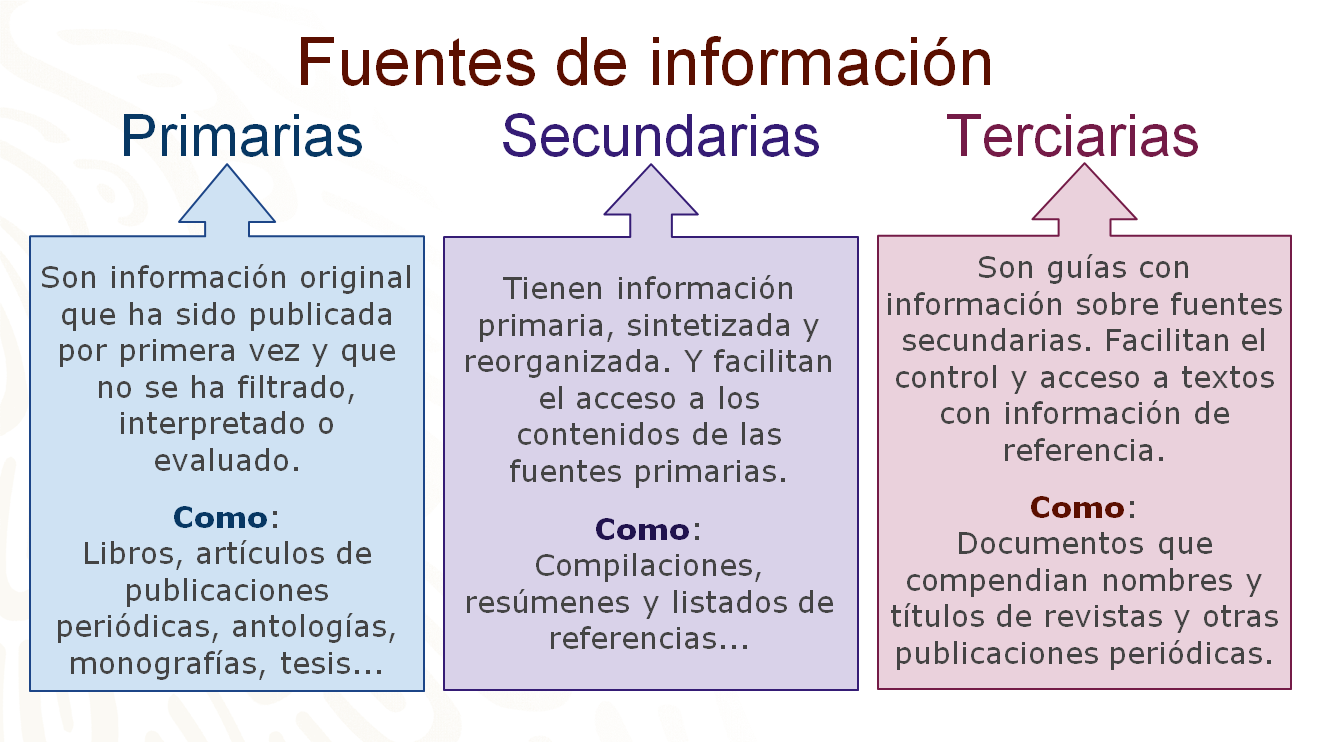 Fuentes de información
Primarias
Son información original
que ha sido publicada
por primera vez y que
no se ha filtrado,
interpretado o
evaluado.
Como:
Libros, artículos de
publicaciones
periódicas, antologías,
monografías, tesis...
Secundarias
Tienen información
primaria, sintetizada y
reorganizada. Y facilitan
el acceso a los
contenidos de las
fuentes primarias.
Como:
Compilaciones,
resúmenes y listados de
referencias...
Terciarias
Son guías con
información sobre fuentes
secundarias. Facilitan el
control y acceso a textos
con información de
referencia.
Como:
Documentos que
compendian nombres y
títulos de revistas y otras
publicaciones periódicas.